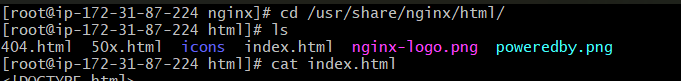 [root@ip-172-31-87-224 nginx]# cd /usr/share/nginx/html/
[root@ip-172-31-87-224 html]# ls
404.html  50x.html  icons  index.html  nginx-logo.png  poweredby.png
[root@ip-172-31-87-224 html]# cat index.html
<!DOCTYPE html>